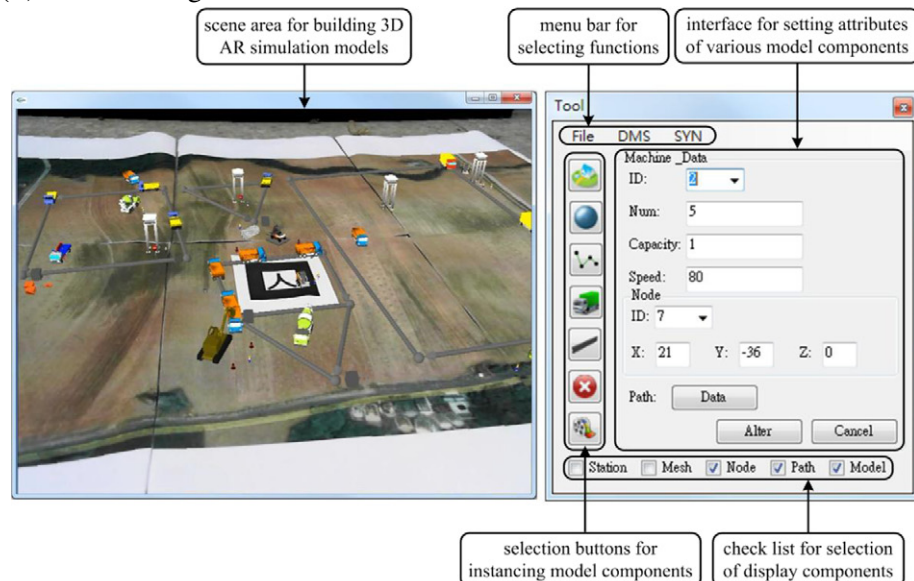 scene area for building 3D
AR simulation models
menu bar for
selecting functions
interface for setting attributes
of various model components
Tool
File DMS SYN
Machine _Data
ID: 2
Num: 5
Capacity: 1
Speed: 80
Node
ID: 7
X: 21 Y: -36 Z: 0
Path: Data
Alter Cancel
Station Mesh Node Path Model
selection buttons for
instancing model components
check list for selection
of display components